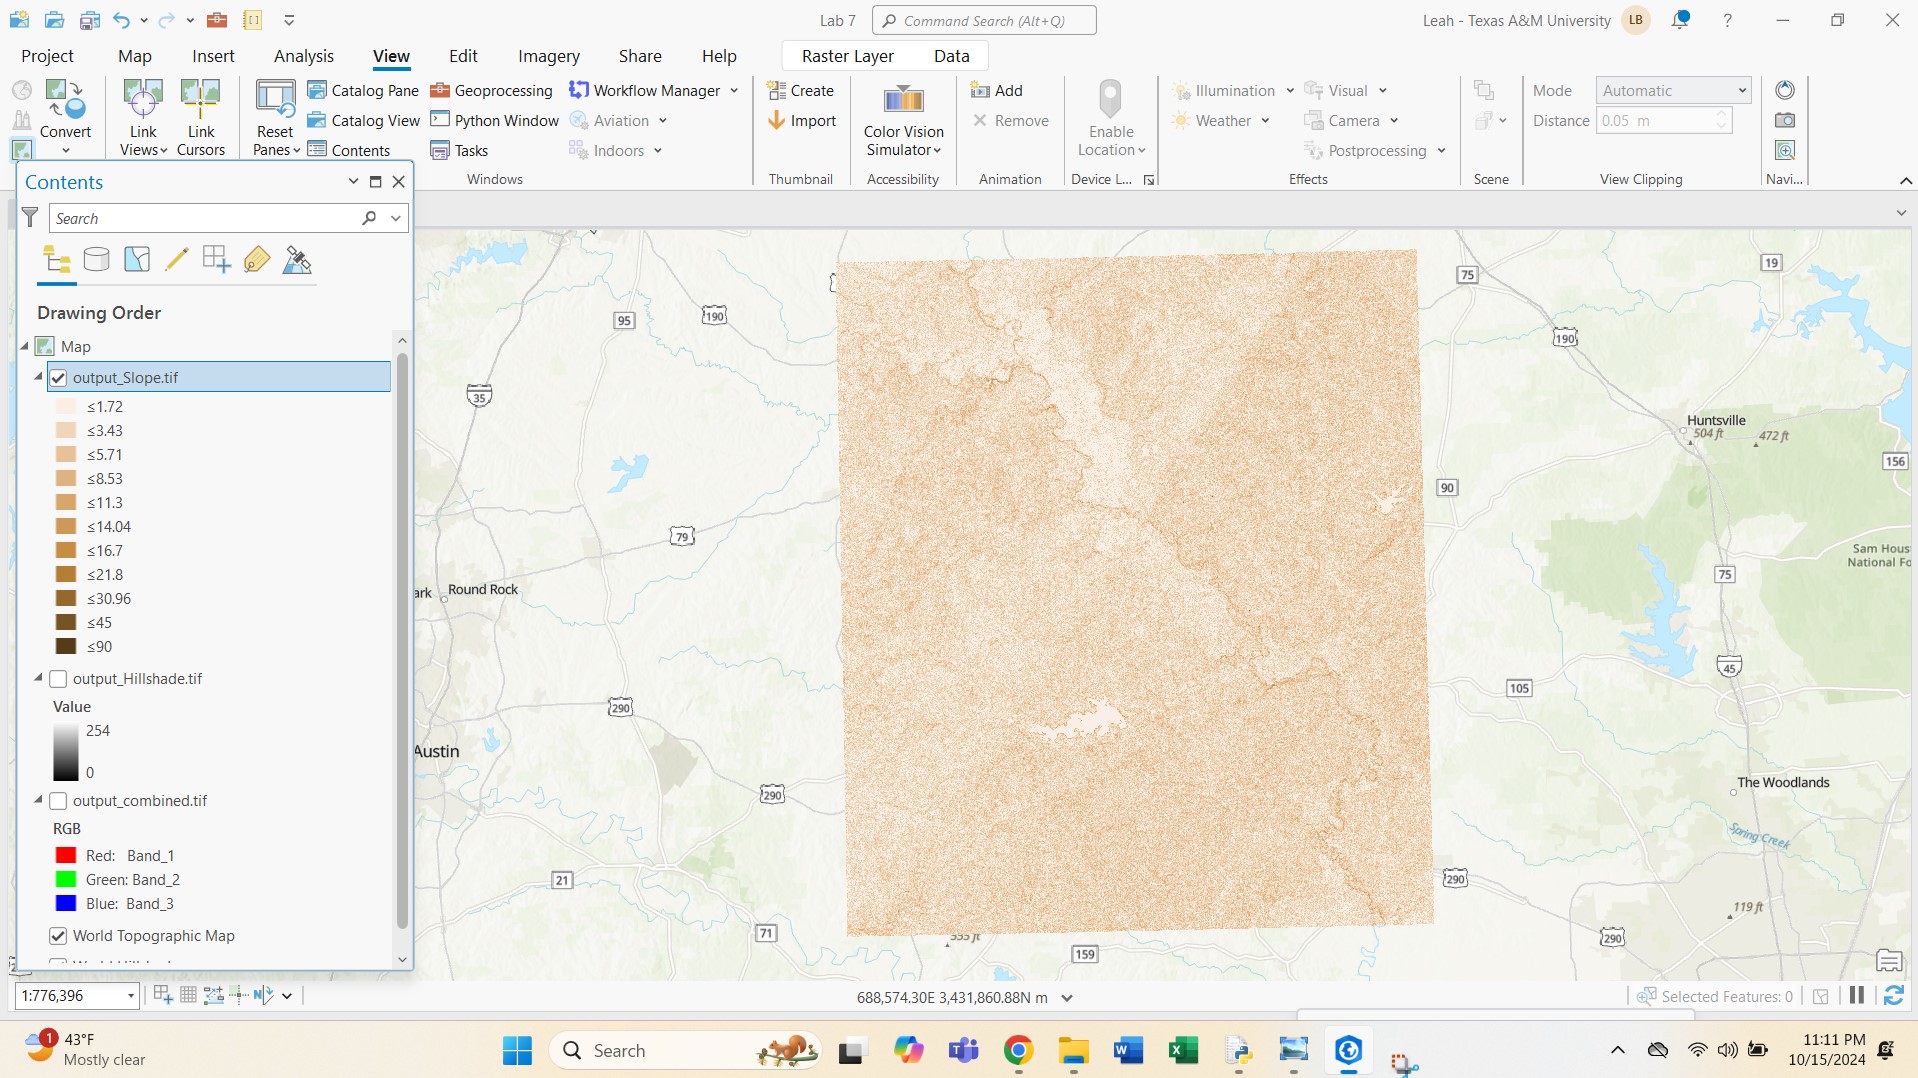 Lab 7
Command Search (Alt+Q)
Leah - Texas A&M University
LB
?
Project
Map
Insert
Analysis
View
Edit
Imagery
Share
Help
Raster Layer
Data
Convert
Link Views
Link Cursors
Reset Panes
Catalog Pane
Catalog View
Contents
Geoprocessing
Python Window
Tasks
Workflow Manager
Aviation
Indoors
Windows
Create
Import
Thumbnail
Color Vision Simulator
Accessibility
Add
Remove
Animation
Enable Location
Device L...
Illumination
Weather
Visual
Camera
Postprocessing
Effects
Scene
Mode
Automatic
Distance
0.05 m
View Clipping
Navi...
Contents
Search
Drawing Order
Map
output_Slope.tif
≤1.72
≤3.43
≤5.71
≤8.53
≤11.3
≤14.04
≤16.7
≤21.8
≤30.96
≤45
≤90
output_Hillshade.tif
Value
254
0
output_combined.tif
RGB
Red: Band_1
Green: Band_2
Blue: Band_3
World Topographic Map
95
190
35
79
ark
Round Rock
290
Austin
290
21
71
355 ft
159
75
19
190
Huntsville
504 ft
472 ft
156
90
Sam Hous
National Fo
75
45
105
The Woodlands
Spring Creek
290
119 ft
290
1:776,396
688,574.30E 3,431,860.88N m
Selected Features: 0
1
43°F
Mostly clear
Search
11:11 PM
10/15/2024